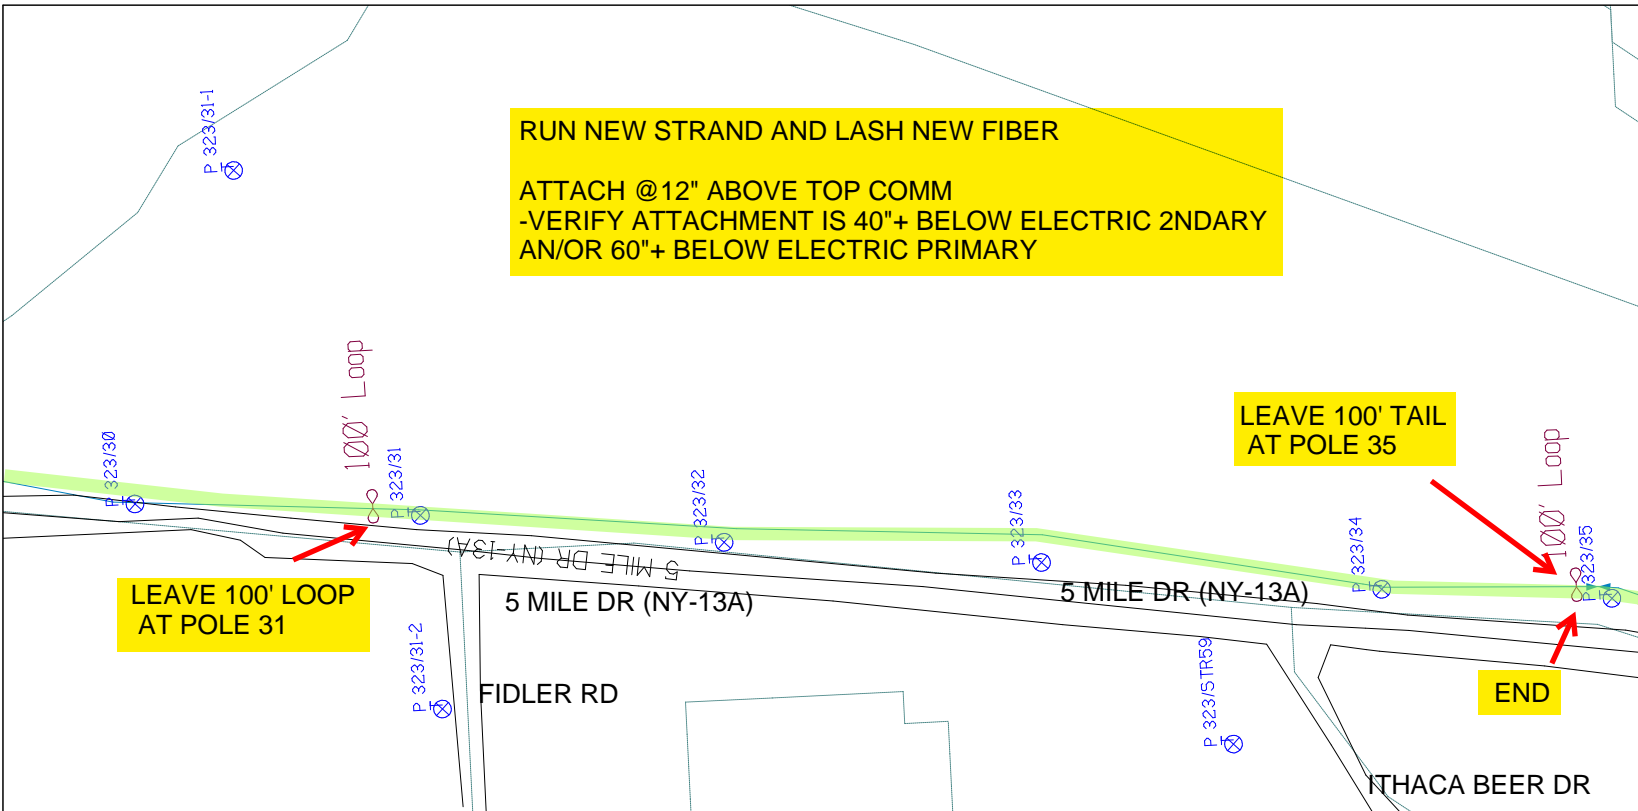 P 323/31-1
RUN NEW STRAND AND LASH NEW FIBER
ATTACH @12" ABOVE TOP COMM
-VERIFY ATTACHMENT IS 40"+ BELOW ELECTRIC 2NDARY
AN/OR 60"+ BELOW ELECTRIC PRIMARY
100' Loop
P 323/30
P 323/31
P 323/32
P 323/33
P 323/34
100' Loop
P 323/35
LEAVE 100' TAIL
AT POLE 35
5 MILE DR (NY-13A)
LEAVE 100' LOOP
AT POLE 31
5 MILE DR (NY-13A)
5 MILE DR (NY-13A)
P 323/31-2
FIDLER RD
P 323/STR59
END
ITHACA BEER DR